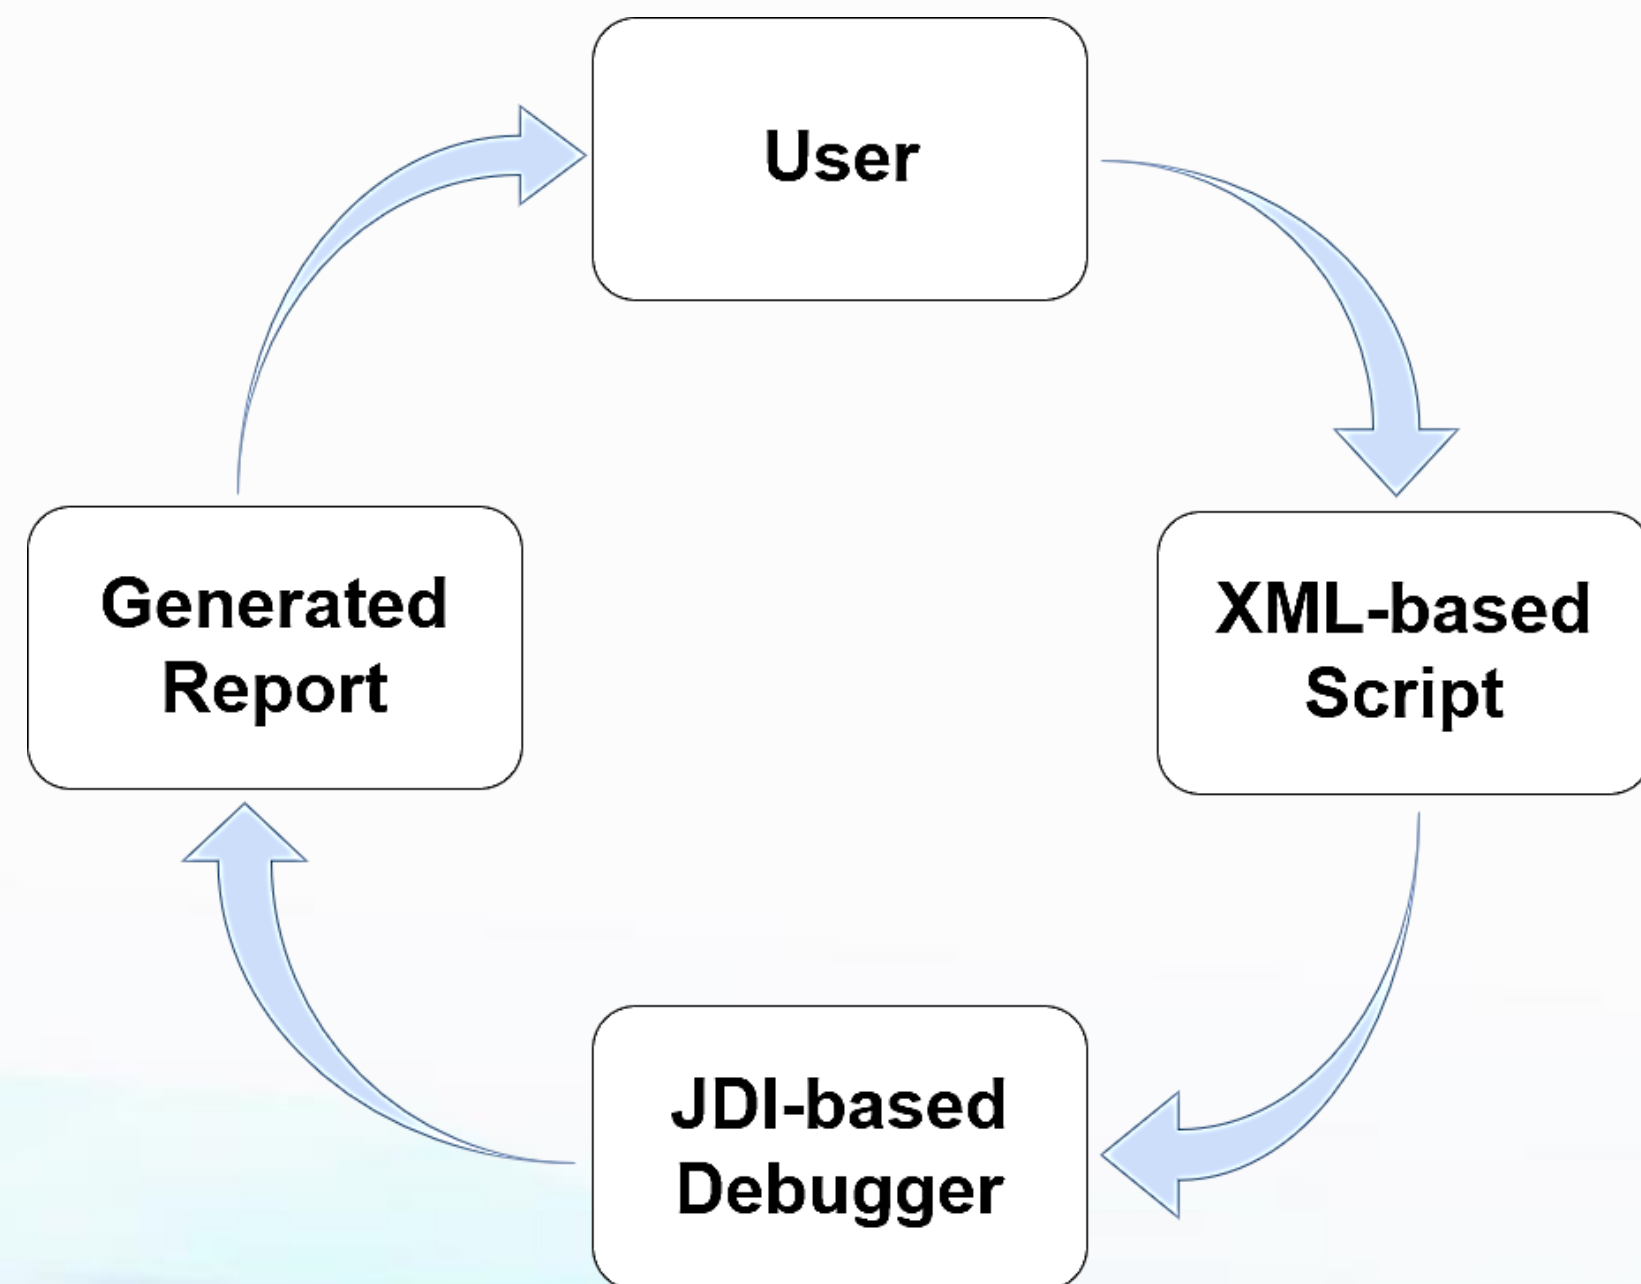 User
Generated
Report
XML-based
Script
JDI-based
Debugger